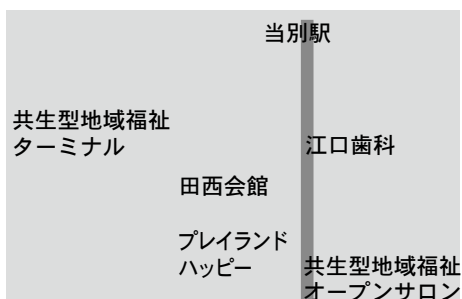 当別駅
共生型地域福祉
ターミナル
江口歯科
田西会館
プレイランド
ハッピー
共生型地域福祉
オープンサロン